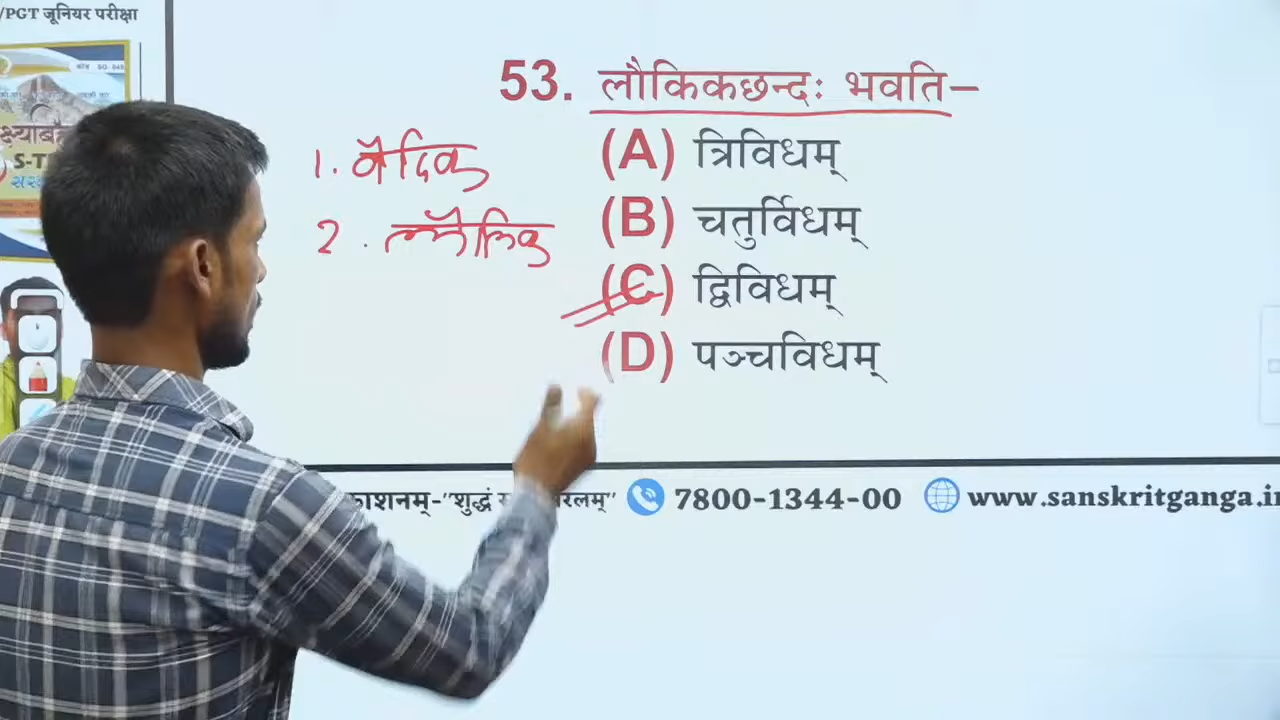 /PGT जूनियर परीक्षा
53. लौकिकछन्दः भवति–
(A) त्रिविधम्
(B) चतुर्विधम्
(C) द्विविधम्
(D) पञ्चविधम्
1. वैदिक
2. लौकिक
S-T
"शुद्धं
7800-1344-00
www.sanskritganga.in